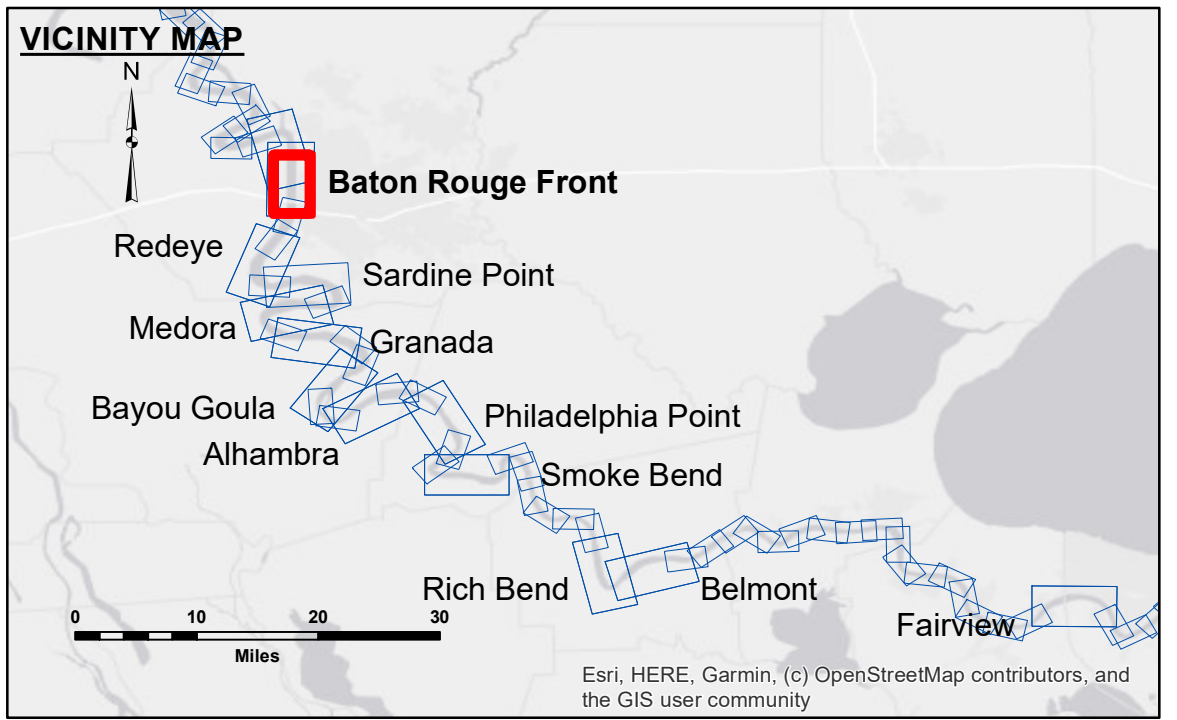 VICINITY MAP
N
Baton Rouge Front
Redeye
Sardine Point
Medora
Granada
Bayou Goula
Philadelphia Point
Alhambra
Smoke Bend
Rich Bend
Belmont
Fairview
0 10 20 30
Miles
Esri, HERE, Garmin, (c) OpenStreetMap contributors, and
the GIS user community